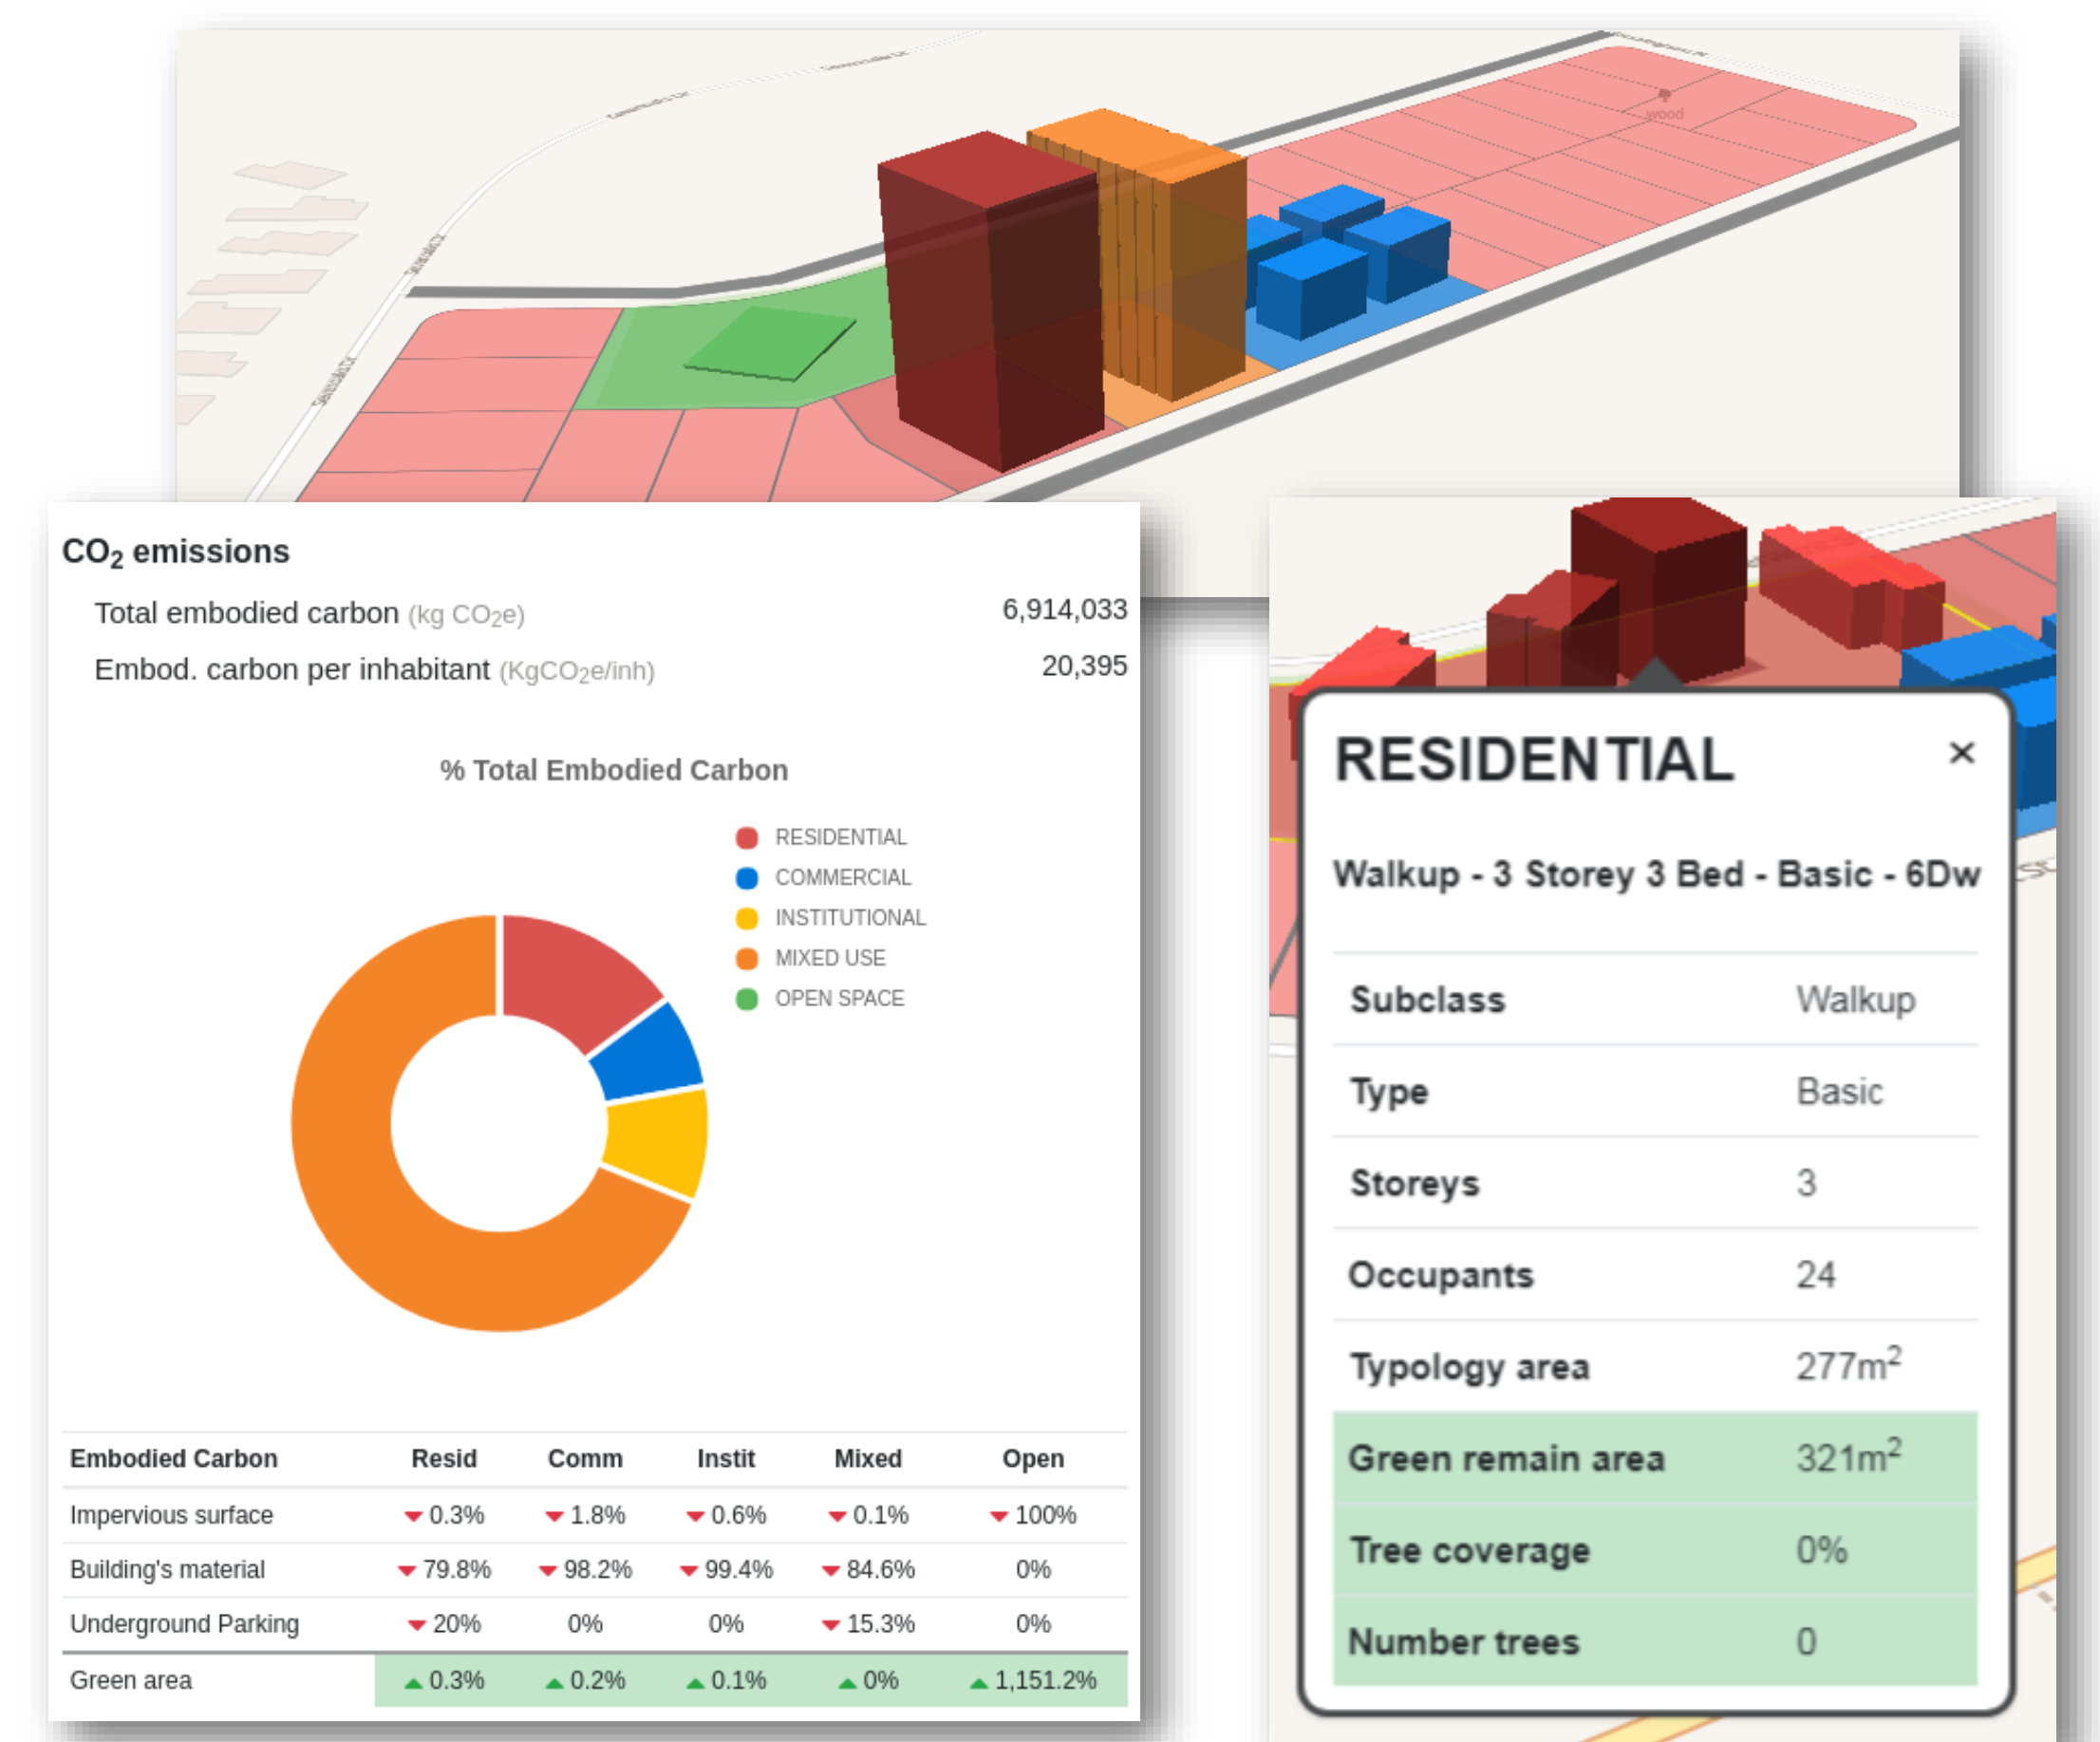 wood
CO₂ emissions
Total embodied carbon (kg CO₂e) 6,914,033
Embod. carbon per inhabitant (KgCO₂e/inh) 20,395
% Total Embodied Carbon
RESIDENTIAL
COMMERCIAL
INSTITUTIONAL
MIXED USE
OPEN SPACE
Embodied Carbon Resid Comm Instit Mixed Open
Impervious surface ▼ 0.3% ▼ 1.8% ▼ 0.6% ▼ 0.1% ▼ 100%
Building's material ▼ 79.8% ▼ 98.2% ▼ 99.4% ▼ 84.6% 0%
Underground Parking ▼ 20% 0% 0% ▼ 15.3% 0%
Green area ▲ 0.3% ▲ 0.2% ▲ 0.1% ▲ 0% ▲ 1,151.2%
RESIDENTIAL ×
Walkup - 3 Storey 3 Bed - Basic - 6Dw
Subclass Walkup
Type Basic
Storeys 3
Occupants 24
Typology area 277m²
Green remain area 321m²
Tree coverage 0%
Number trees 0